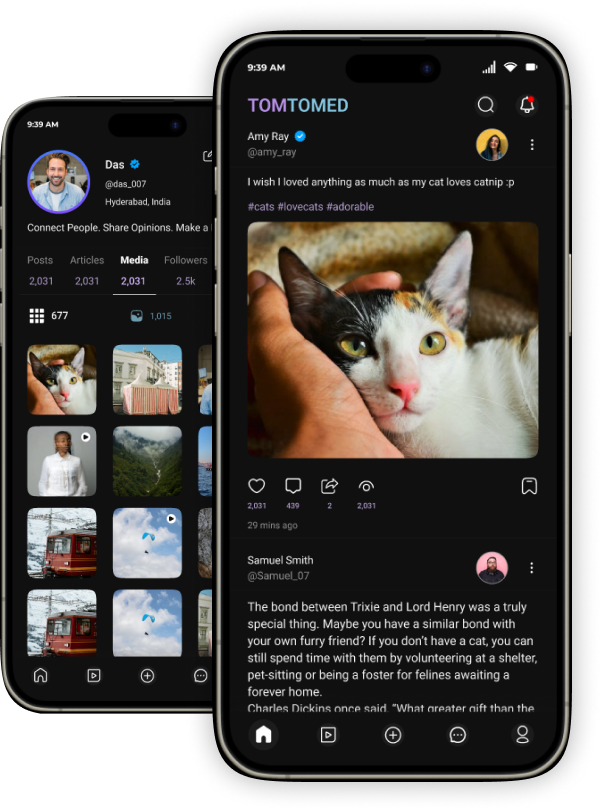 9:39 AM
Das
@das_007
Hyderabad, India
Connect People. Share Opinions. Make a
Posts Articles Media Followers
2,031 2,031 2,031 2.5k
677 1,015
9:39 AM
TOMTOMED
Amy Ray
@amy_ray
I wish I loved anything as much as my cat loves catnip :p
#cats #lovecats #adorable
2,031 439 2 2,031
29 mins ago
Samuel Smith
@Samuel_07
The bond between Trixie and Lord Henry was a truly
special thing. Maybe you have a similar bond with
your own furry friend? If you don't have a cat, you can
still spend time with them by volunteering at a shelter,
pet-sitting or being a foster for felines awaiting a
forever home.
Charles Dickins once said, "What greater gift than the